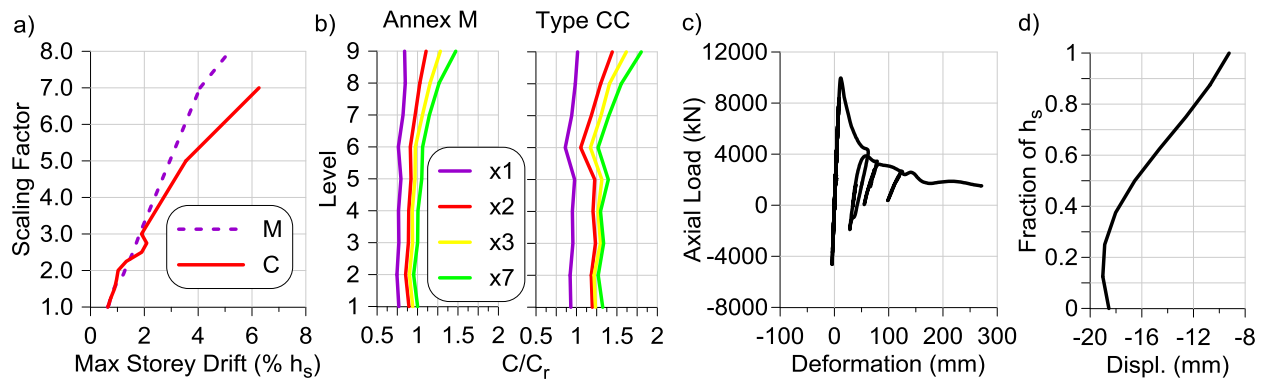 a)
8.0
7.0
6.0
5.0
4.0
3.0
2.0
1.0
Scaling Factor
M
C
0 2 4 6 8
Max Storey Drift (% hs)
b)
Annex M
Type CC
9
8
7
6
5
4
3
2
1
Level
x1
x2
x3
x7
0.5 1 1.5 2
0.5 1 1.5 2
C/Cr
c)
12000
8000
4000
0
-4000
-8000
Axial Load (kN)
-100 0 100 200 300
Deformation (mm)
d)
1
0.8
0.6
0.4
0.2
0
Fraction of hs
-20 -16 -12 -8
Displ. (mm)